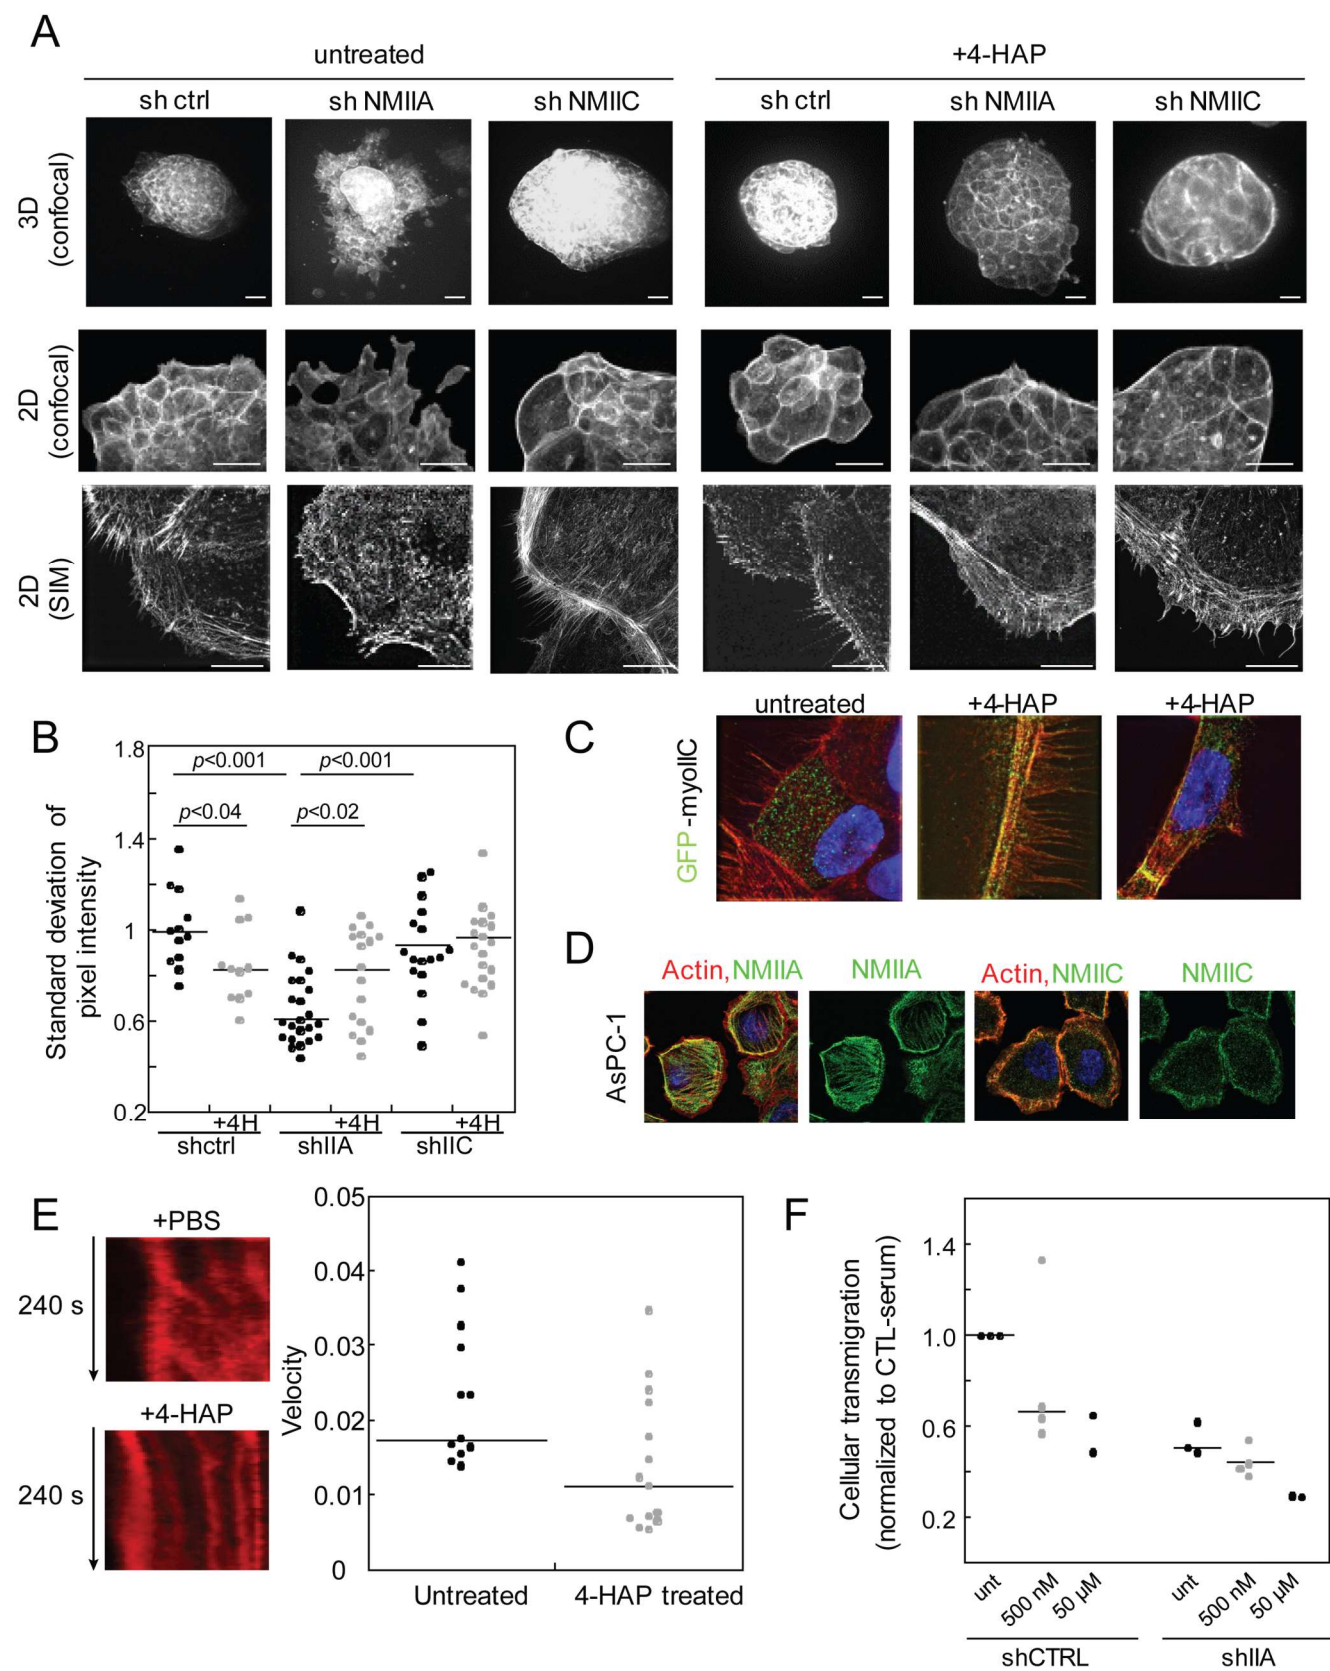 A
untreated
+4-HAP
sh ctrl
sh NMIIA
sh NMIIC
sh ctrl
sh NMIIA
sh NMIIC
3D
(confocal)
2D
(confocal)
2D
(SIM)
B
Standard deviation of
pixel intensity
1.8
1.4
1
0.6
0.2
p<0.001
p<0.001
p<0.04
p<0.02
+4H
+4H
+4H
shctrl
shIIA
shIIC
C
untreated
+4-HAP
+4-HAP
GFP-myoIIC
D
Actin, NMIIA
NMIIA
Actin, NMIIC
NMIIC
AsPC-1
E
+PBS
240 s
+4-HAP
240 s
Velocity
0.05
0.04
0.03
0.02
0.01
0
Untreated
4-HAP treated
F
Cellular transmigration
(normalized to CTL-serum)
1.4
1.0
0.6
0.2
unt
500 nM
50 µM
unt
500 nM
50 µM
shCTRL
shIIA